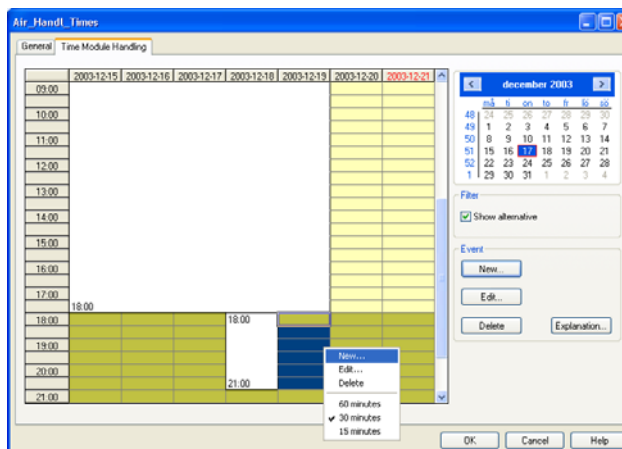 Air_Handl_Times
General Time Module Handling
2003-12-15 2003-12-16 2003-12-17 2003-12-18 2003-12-19 2003-12-20 2003-12-21
09:00
10:00
11:00
12:00
13:00
14:00
15:00
16:00
17:00
18:00
18:00 18:00
19:00
20:00
21:00
21:00
december 2003
må ti on to fr lö sö
48 24 25 26 27 28 29 30
49 1 2 3 4 5 6 7
50 8 9 10 11 12 13 14
51 15 16 17 18 19 20 21
52 22 23 24 25 26 27 28
1 29 30 31 1 2 3 4
Filter
Show alternative
Event
New...
Edit...
Delete Explanation...
New...
Edit...
Delete
60 minutes
30 minutes
15 minutes
OK Cancel Help